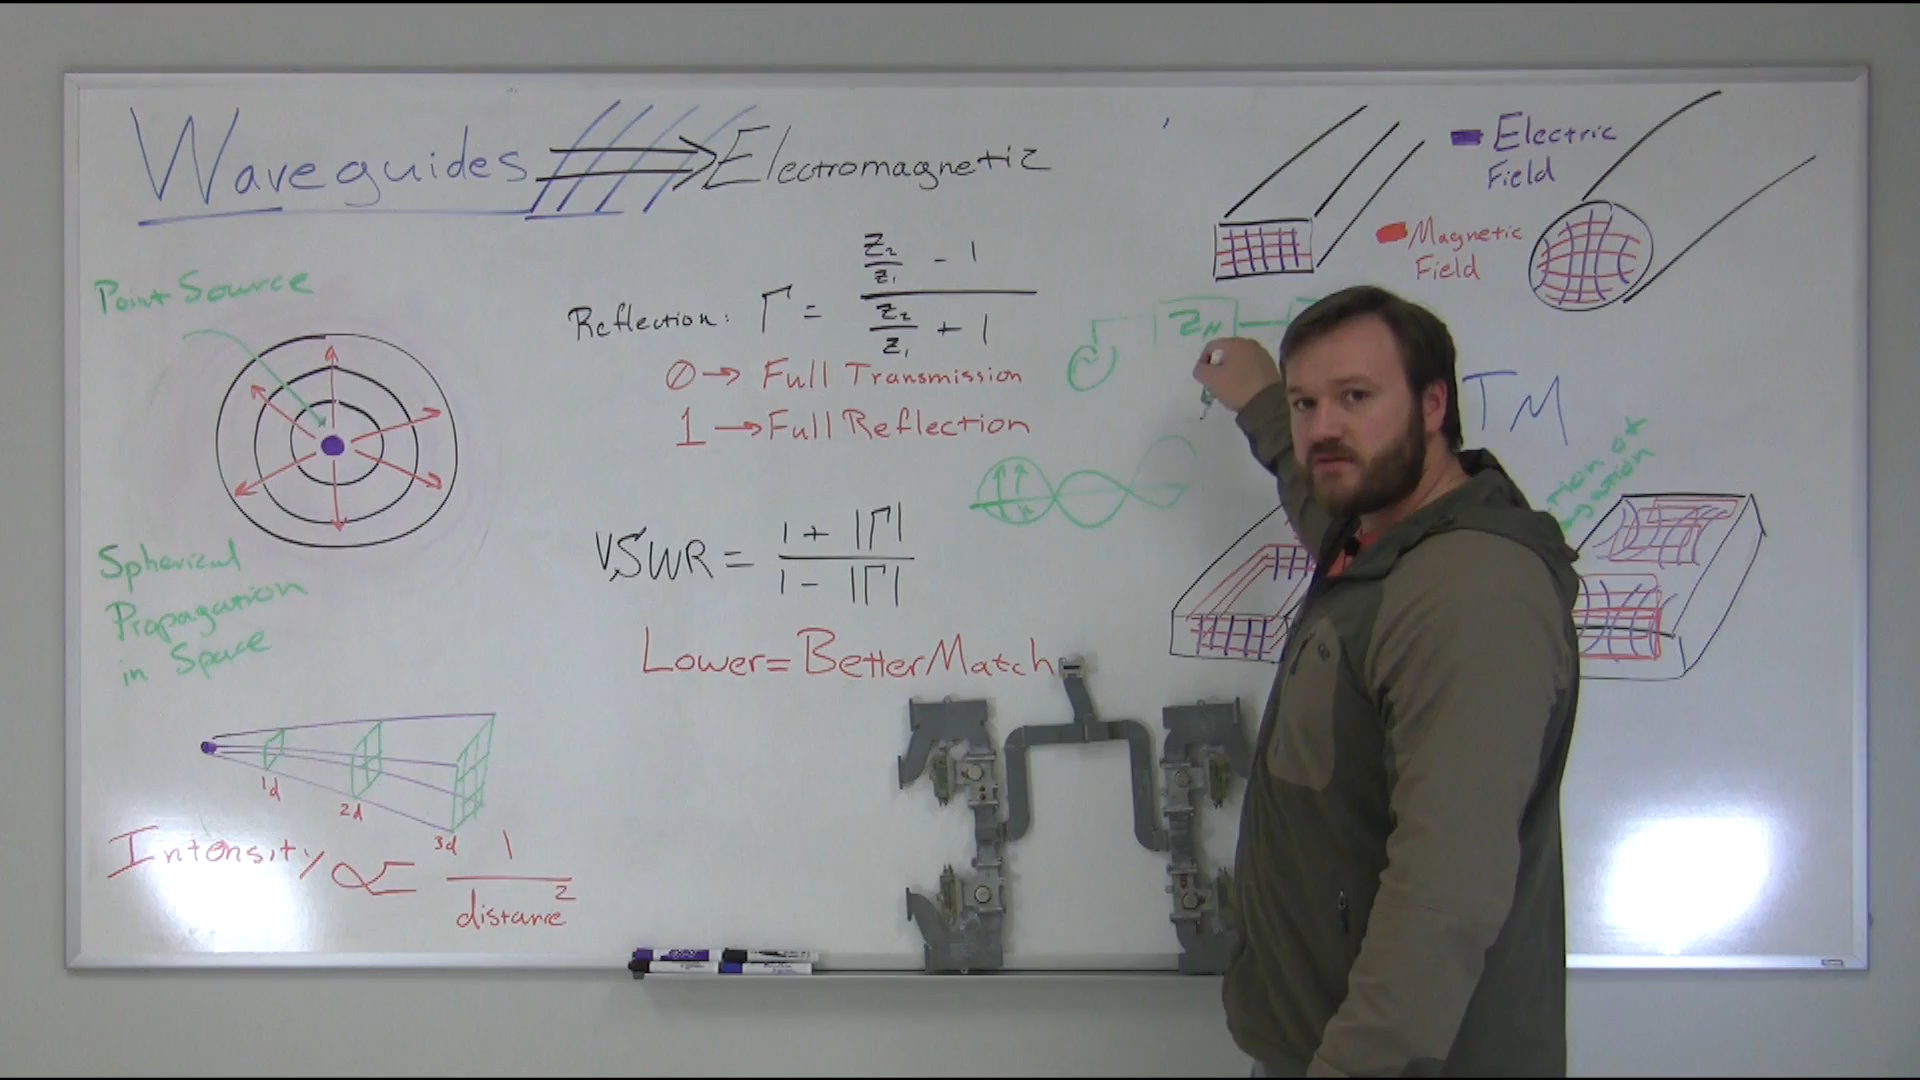 Waveguides
Electromagnetic
Electric
Field
Magnetic
Field
Point Source
Reflection: Γ =
Z₂
Z₁
- 1
Z₂
Z₁
+ 1
0 → Full Transmission
1 → Full Reflection
TM
VSWR =
1 + |Γ|
1 - |Γ|
Lower = Better Match
Spherical
Propagation
in Space
1d
2d
3d
Intensity ∝
1
distance²